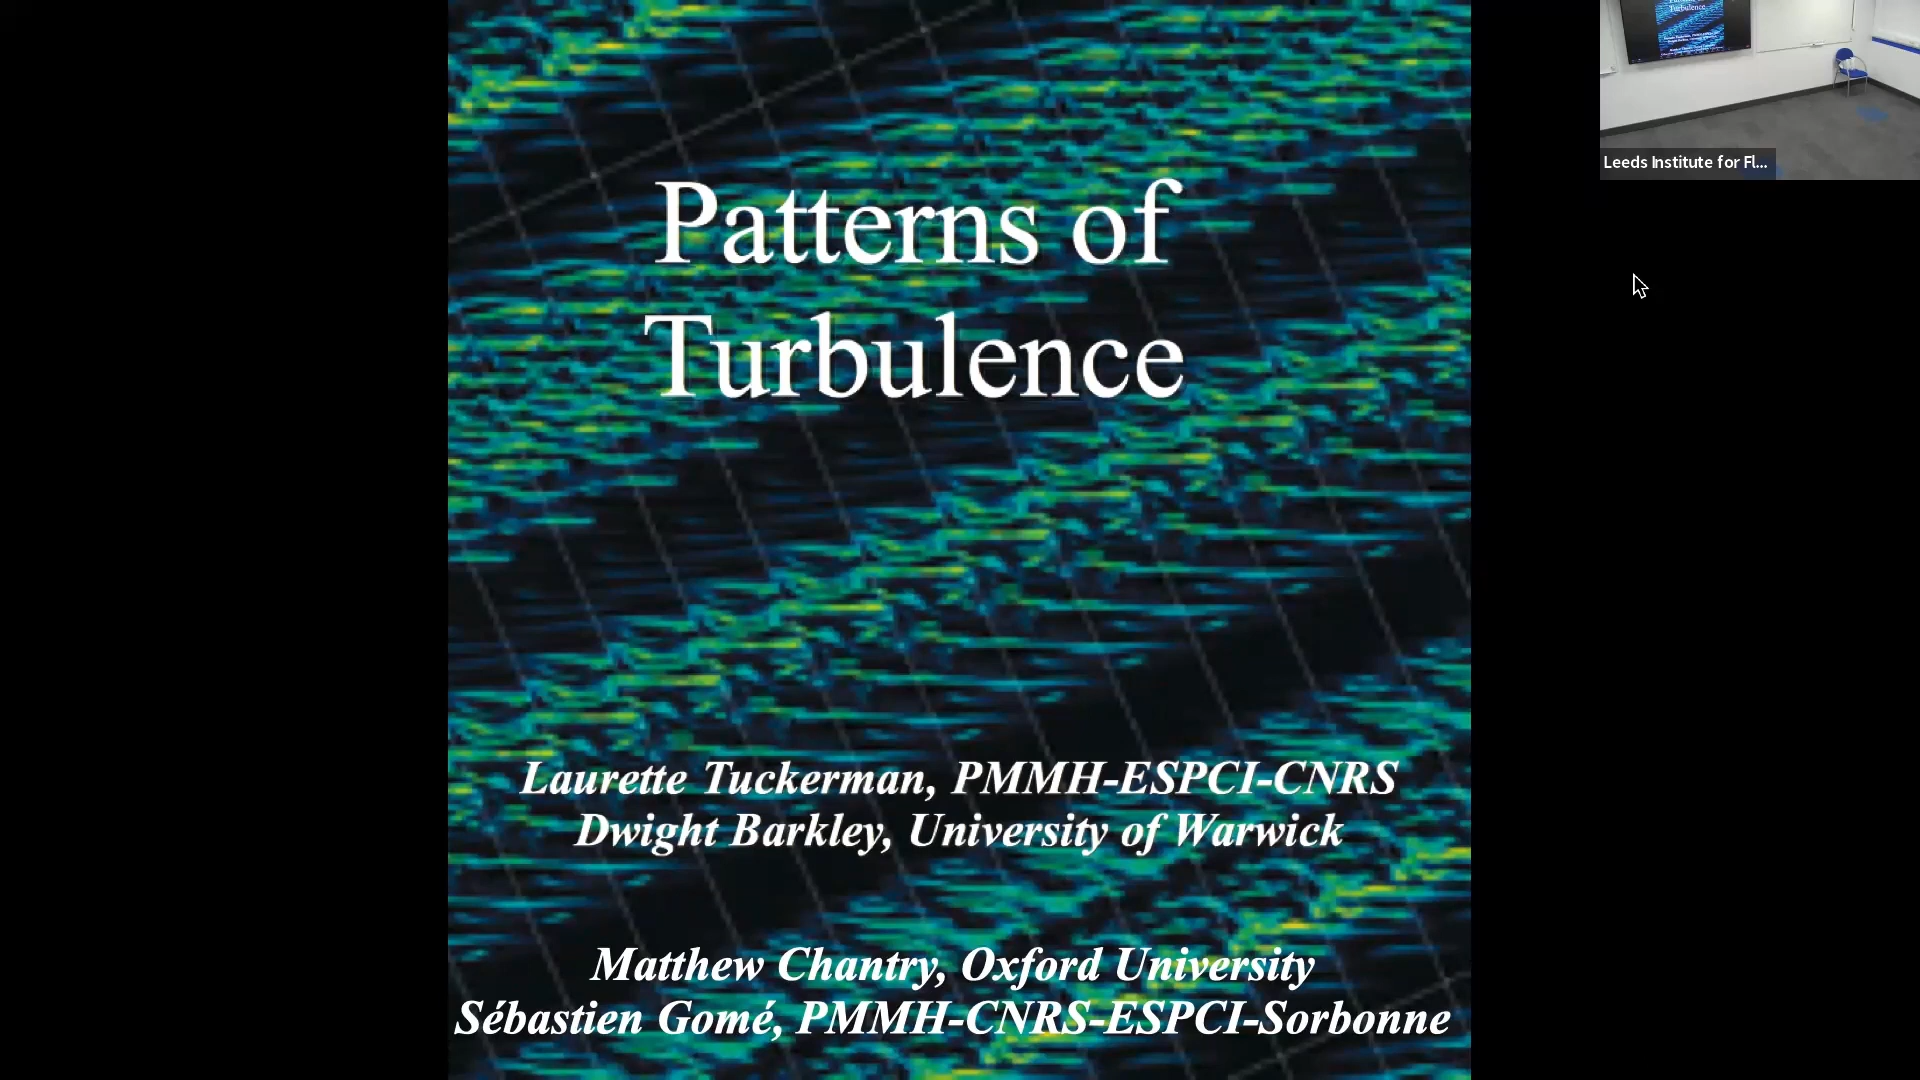 Patterns of
Turbulence
Laurette Tuckerman, PMMH-ESPCI-CNRS
Dwight Barkley, University of Warwick
Matthew Chantry, Oxford University
Sébastien Gomé, PMMH-CNRS-ESPCI-Sorbonne
Turbulence
Leeds Institute for Fl...